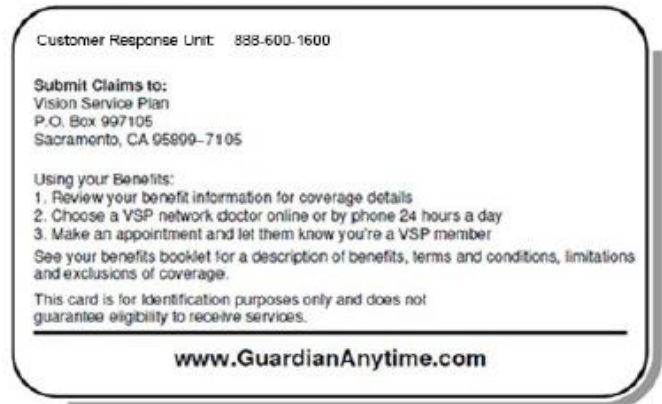 Customer Response Unit: 888-600-1600
Submit Claims to:
Vision Service Plan
P.O. Box 997105
Sacramento, CA 95899-7105
Using your Benefits:
1. Review your benefit information for coverage details
2. Choose a VSP network doctor online or by phone 24 hours a day
3. Make an appointment and let them know you're a VSP member
See your benefits booklet for a description of benefits, terms and conditions, limitations
and exclusions of coverage.
This card is for Identification purposes only and does not
guarantee eligibility to receive services.
www.GuardianAnytime.com